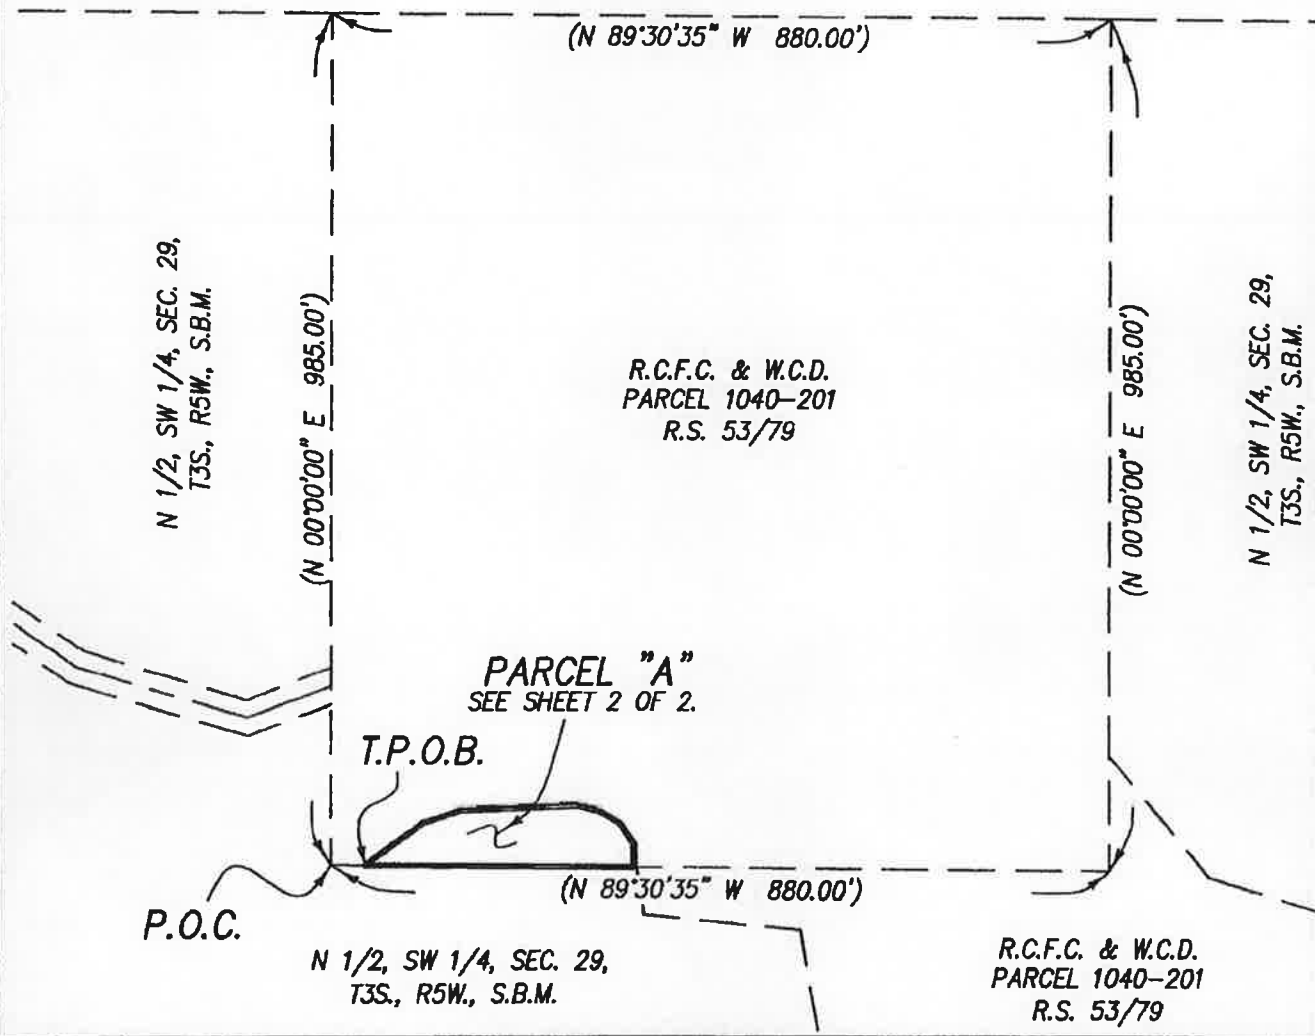 (N 89°30'35" W 880.00')
N 1/2, SW 1/4, SEC. 29,
T3S., R5W., S.B.M.
(N 00°00'00" E 985.00')
R.C.F.C. & W.C.D.
PARCEL 1040-201
R.S. 53/79
(N 00°00'00" E 985.00')
N 1/2, SW 1/4, SEC. 29,
T3S., R5W., S.B.M.
PARCEL "A"
SEE SHEET 2 OF 2.
T.P.O.B.
(N 89°30'35" W 880.00')
P.O.C.
N 1/2, SW 1/4, SEC. 29,
T3S., R5W., S.B.M.
R.C.F.C. & W.C.D.
PARCEL 1040-201
R.S. 53/79